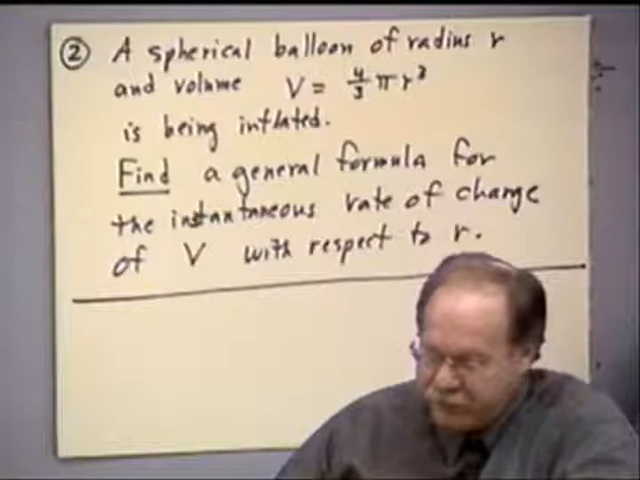 ② A spherical balloon of radius r
and volume V = 4/3 πr³
is being inflated.
Find a general formula for
the instantaneous rate of change
of V with respect to r.